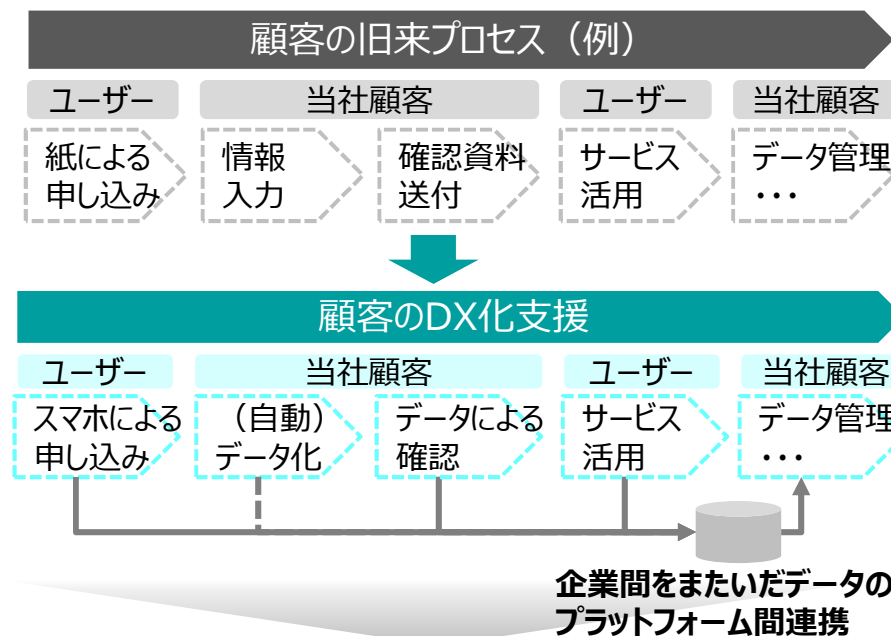 顧客の旧来プロセス（例）
ユーザー 当社顧客 ユーザー 当社顧客
紙による 情報 確認資料 サービス データ管理
申し込み 入力 送付 活用 ・・・
顧客のDX化支援
ユーザー 当社顧客 ユーザー 当社顧客
スマホによる （自動） データによる サービス データ管理
申し込み データ化 確認 活用 ・・・
企業間をまたいだデータの
プラットフォーム間連携